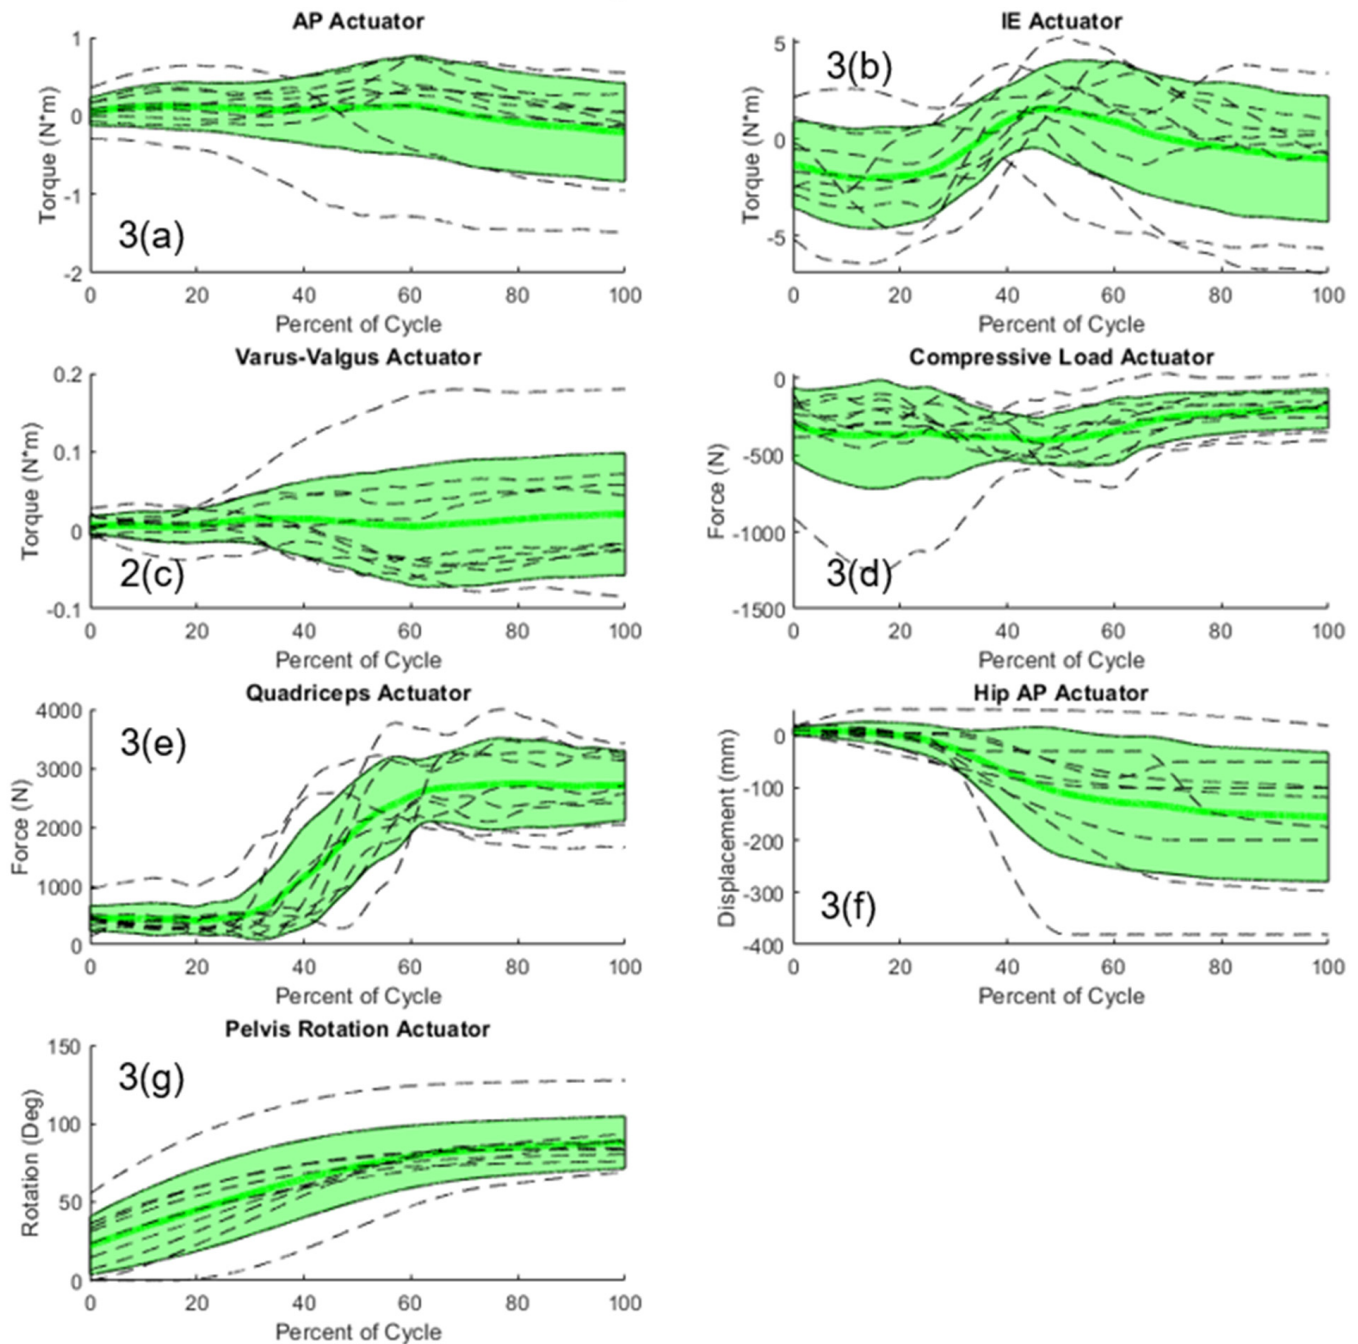 AP Actuator
1
0
-1
-2
Torque (N*m)
3(a)
0 20 40 60 80 100
Percent of Cycle
IE Actuator
5
0
-5
Torque (N*m)
3(b)
0 20 40 60 80 100
Percent of Cycle
Varus-Valgus Actuator
0.2
0.1
0
-0.1
Torque (N*m)
2(c)
0 20 40 60 80 100
Percent of Cycle
Compressive Load Actuator
0
-500
-1000
-1500
Force (N)
3(d)
0 20 40 60 80 100
Percent of Cycle
Quadriceps Actuator
4000
3000
2000
1000
0
Force (N)
3(e)
0 20 40 60 80 100
Percent of Cycle
Hip AP Actuator
0
-100
-200
-300
-400
Displacement (mm)
3(f)
0 20 40 60 80 100
Percent of Cycle
Pelvis Rotation Actuator
150
100
50
0
Rotation (Deg)
3(g)
0 20 40 60 80 100
Percent of Cycle